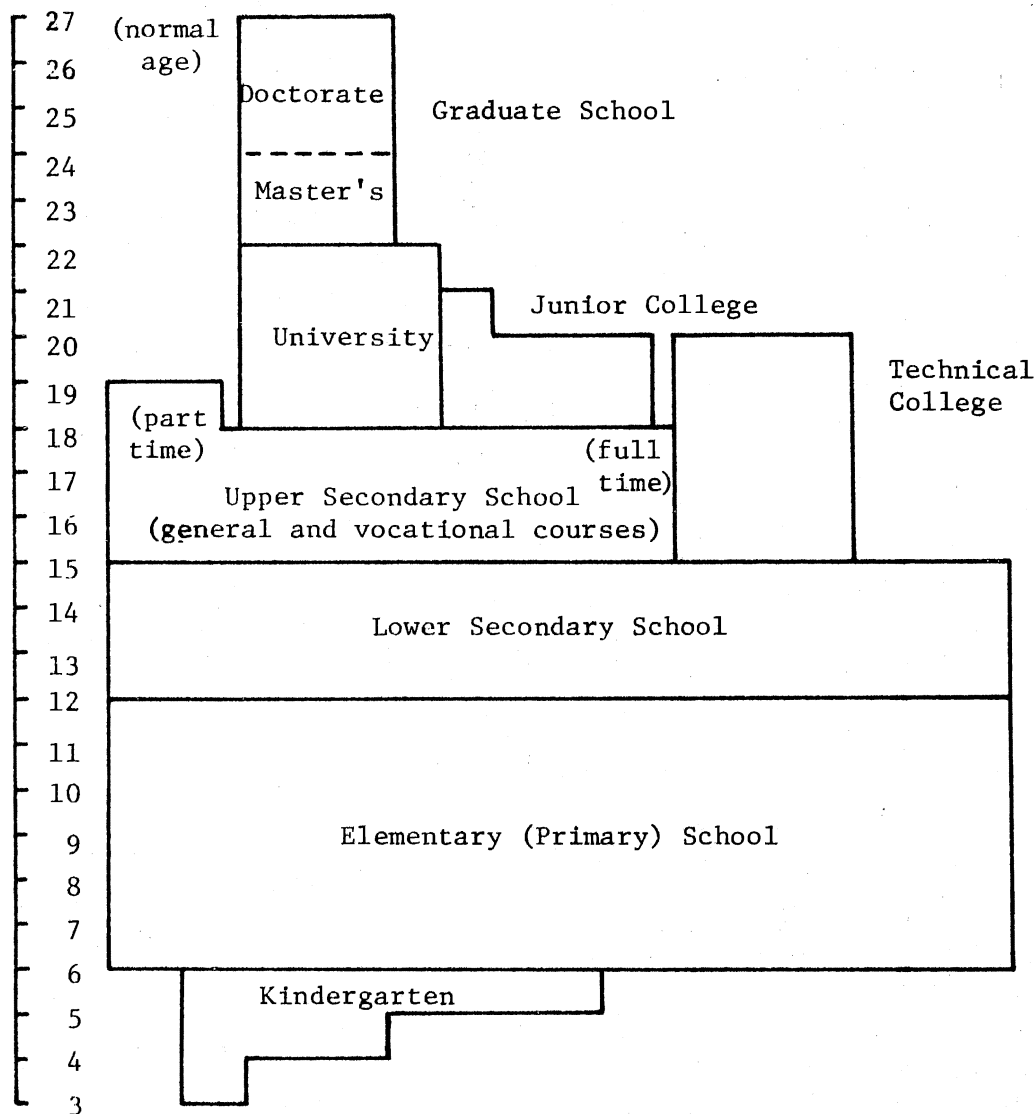 27
(normal
age)
26
Doctorate
25
Graduate School
24
Master's
23
22
21
Junior College
University
20
Technical
19
College
(part
18
time)
(full
17
time)
Upper Secondary School
16
(general and vocational courses)
15
14
Lower Secondary School
13
12
11
10
Elementary (Primary) School
9
8
7
6
Kindergarten
5
4
3